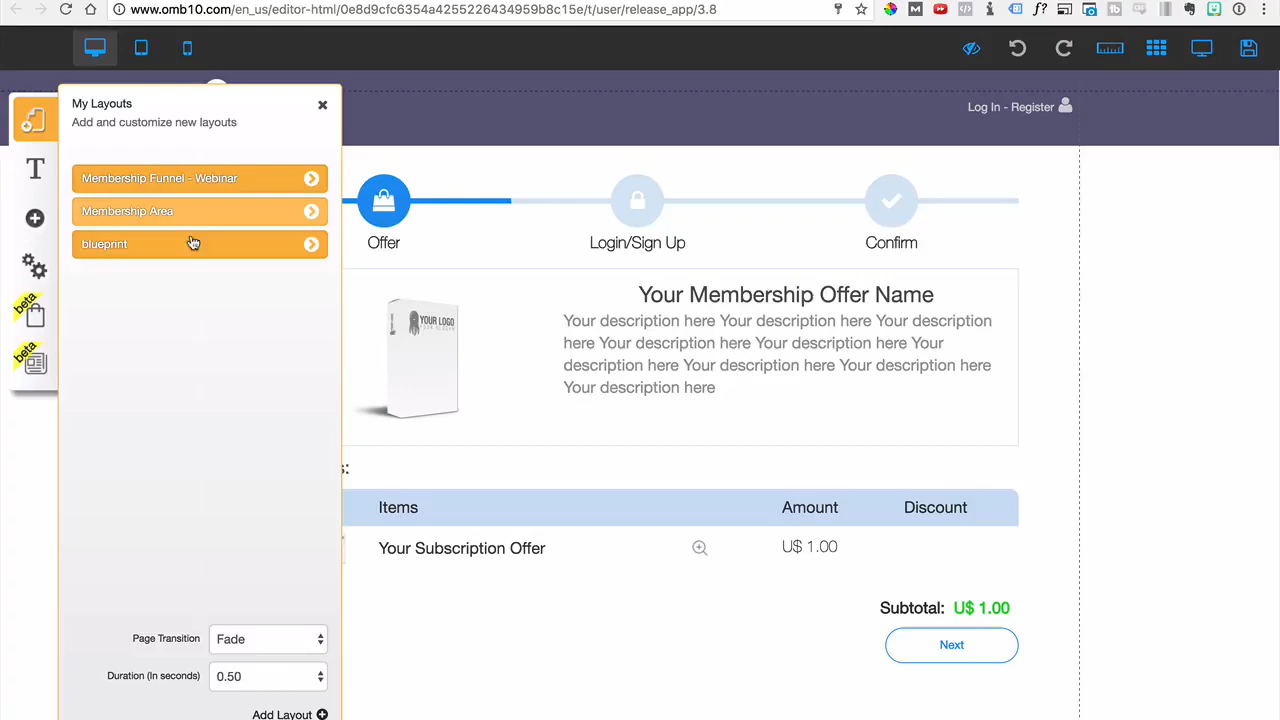 www.omb10.com/en_us/editor-html/0e8d9cfc6354a4255226434959b8c15e/t/user/release_app/3.8
My Layouts
Add and customize new layouts
Log In - Register
Membership Funnel - Webinar
Membership Area
blueprint
beta
beta
Offer
Login/Sign Up
Confirm
YOUR LOGO
Your Membership Offer Name
Your description here Your description here Your description
here Your description here Your description here Your
description here Your description here Your description here
Your description here
s:
Items
Amount
Discount
Your Subscription Offer
U$ 1.00
Subtotal: U$ 1.00
Next
Page Transition
Fade
Duration (In seconds)
0.50
Add Layout